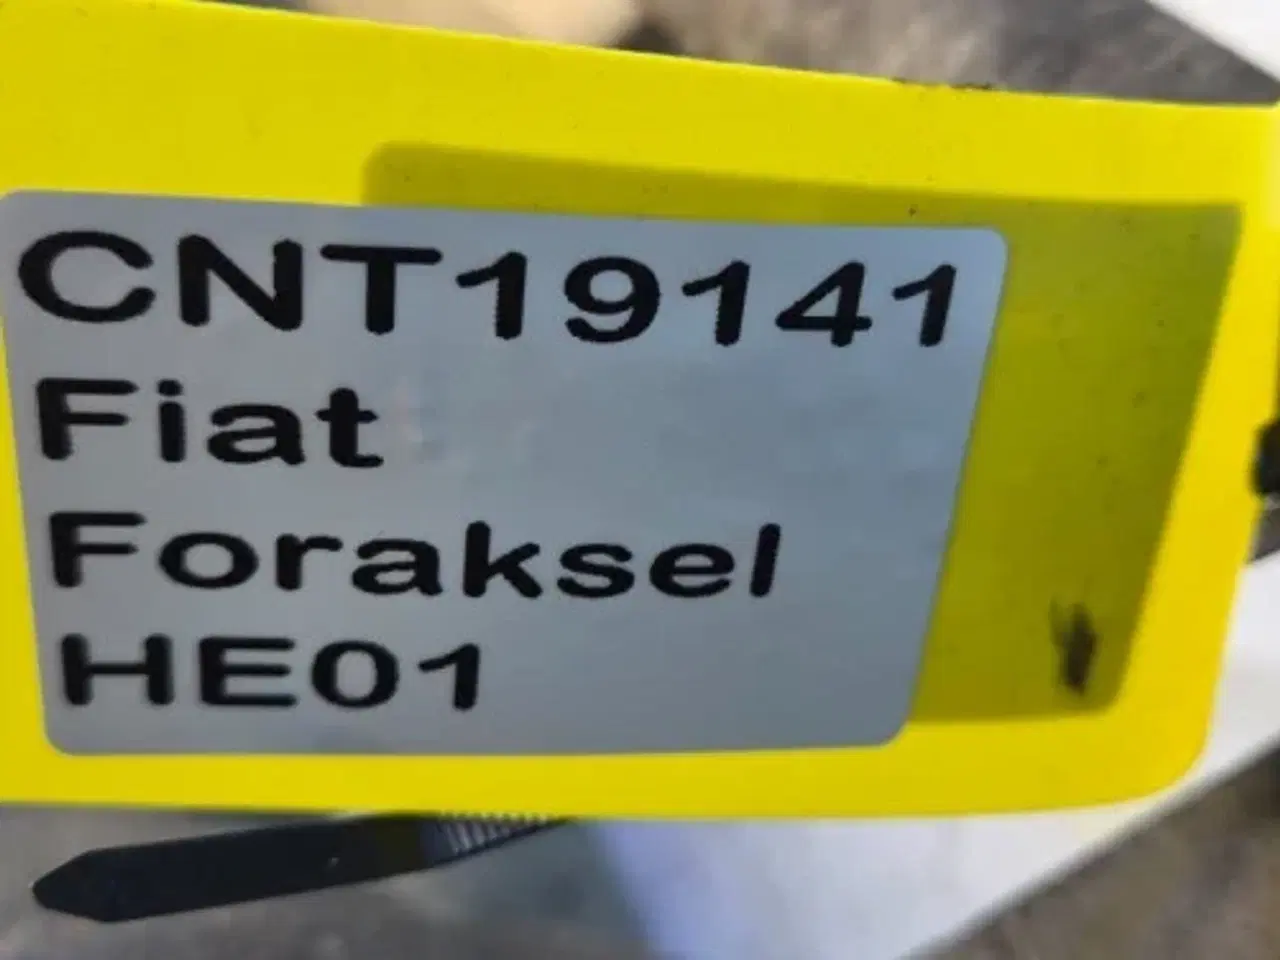 CNT19141
Fiat
Foraksel
HE01